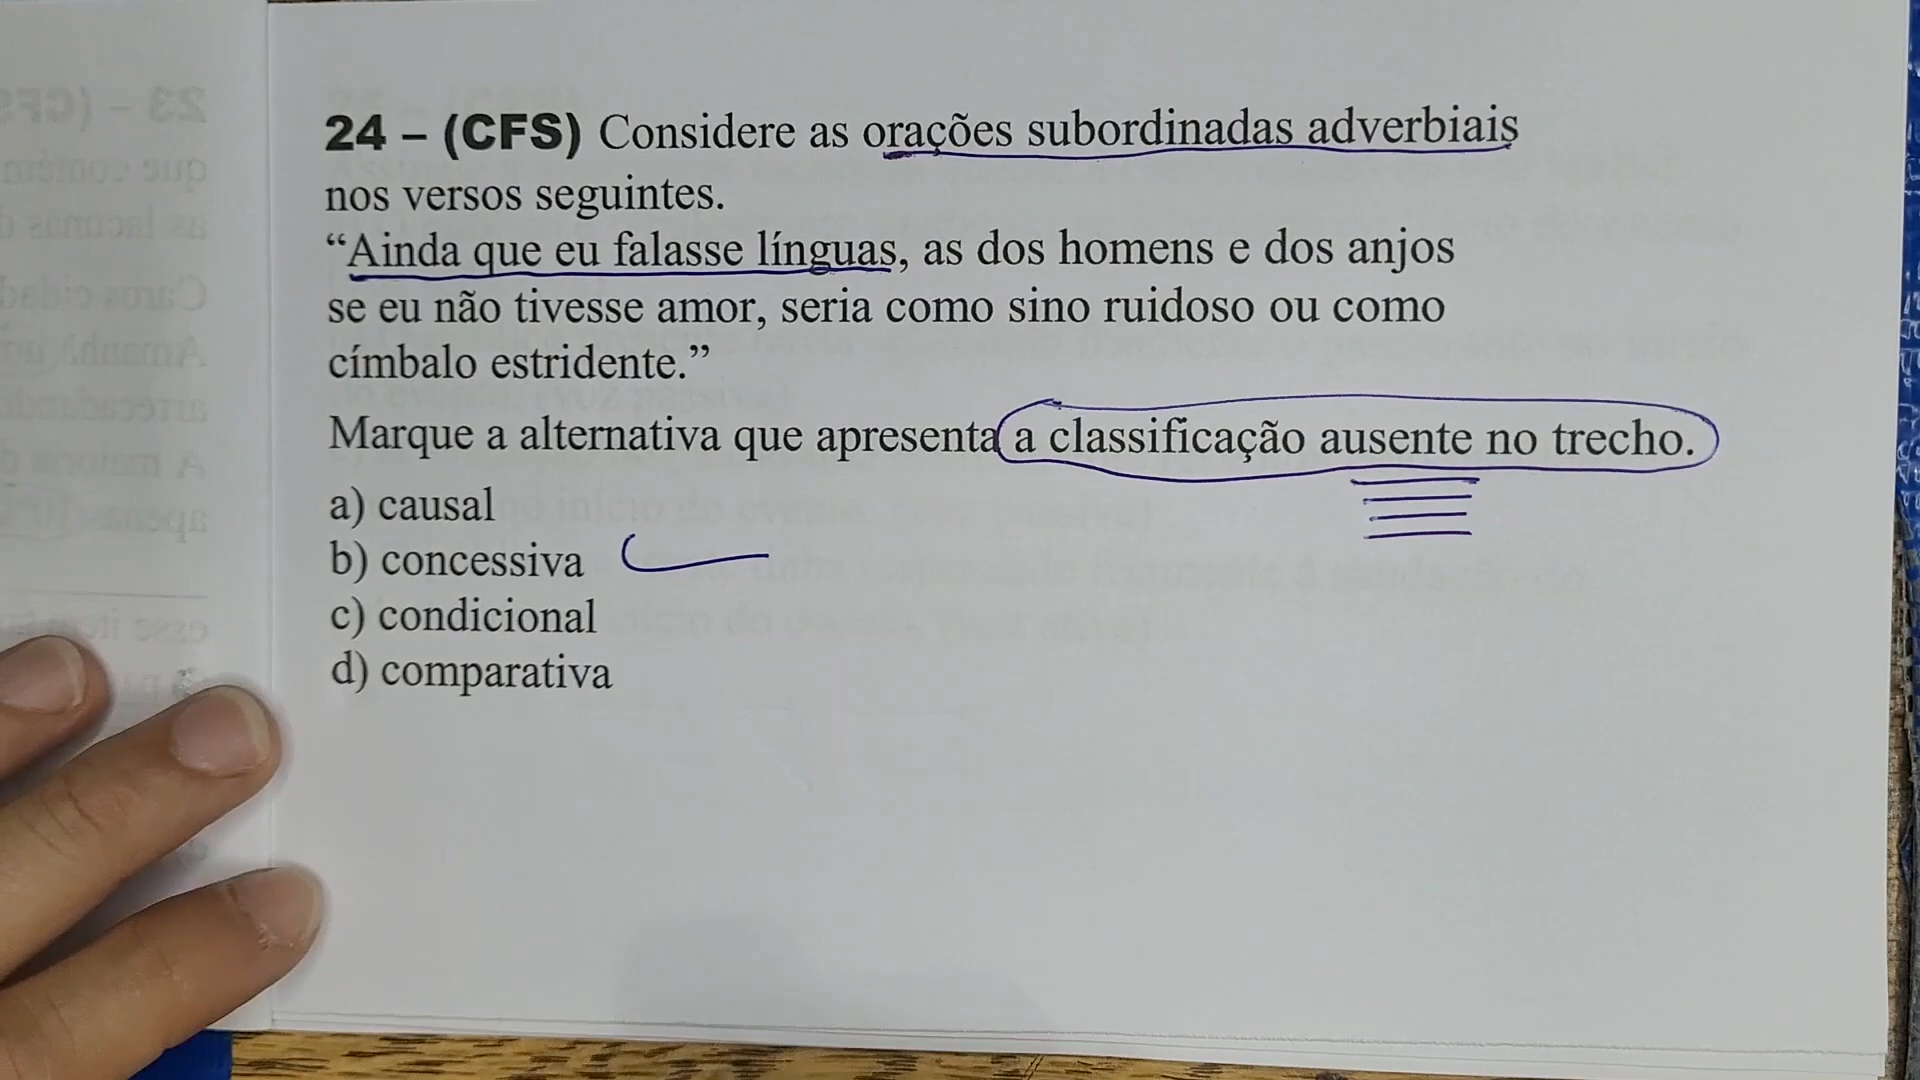 24 – (CFS) Considere as orações subordinadas adverbiais
nos versos seguintes.
“Ainda que eu falasse línguas, as dos homens e dos anjos
se eu não tivesse amor, seria como sino ruidoso ou como
címbalo estridente.”
Marque a alternativa que apresenta a classificação ausente no trecho.
a) causal
b) concessiva
c) condicional
d) comparativa